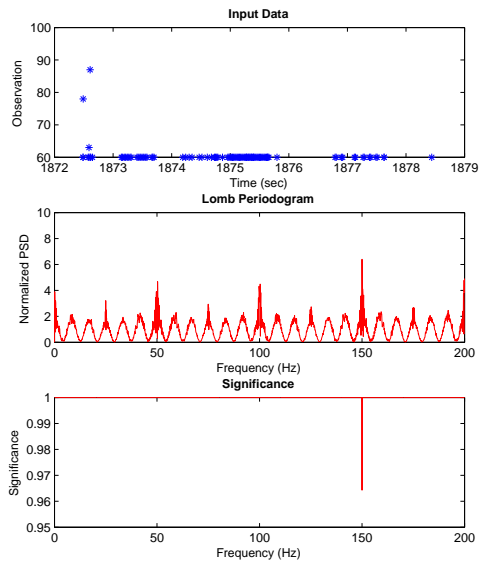 Input Data
100
90
80
70
60
Observation
1872 1873 1874 1875 1876 1877 1878 1879
Time (sec)
Lomb Periodogram
10
8
6
4
2
0
Normalized PSD
0 50 100 150 200
Frequency (Hz)
Significance
1
0.99
0.98
0.97
0.96
0.95
Significance
0 50 100 150 200
Frequency (Hz)